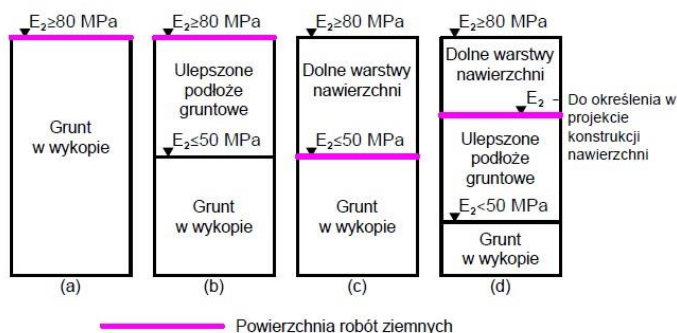 E₂≥80 MPa
Grunt
w wykopie
(a)
E₂≥80 MPa
Ulepszone
podłoże
gruntowe
E₂≤50 MPa
Grunt
w wykopie
(b)
E₂≥80 MPa
Dolne warstwy
nawierzchni
E₂≤50 MPa
Grunt
w wykopie
(c)
E₂≥80 MPa
Dolne warstwy
nawierzchni
E₂ - Do określenia w
projekcie
konstrukcji
nawierzchni
Ulepszone
podłoże
gruntowe
E₂<50 MPa
Grunt
w wykopie
(d)
Powierzchnia robót ziemnych